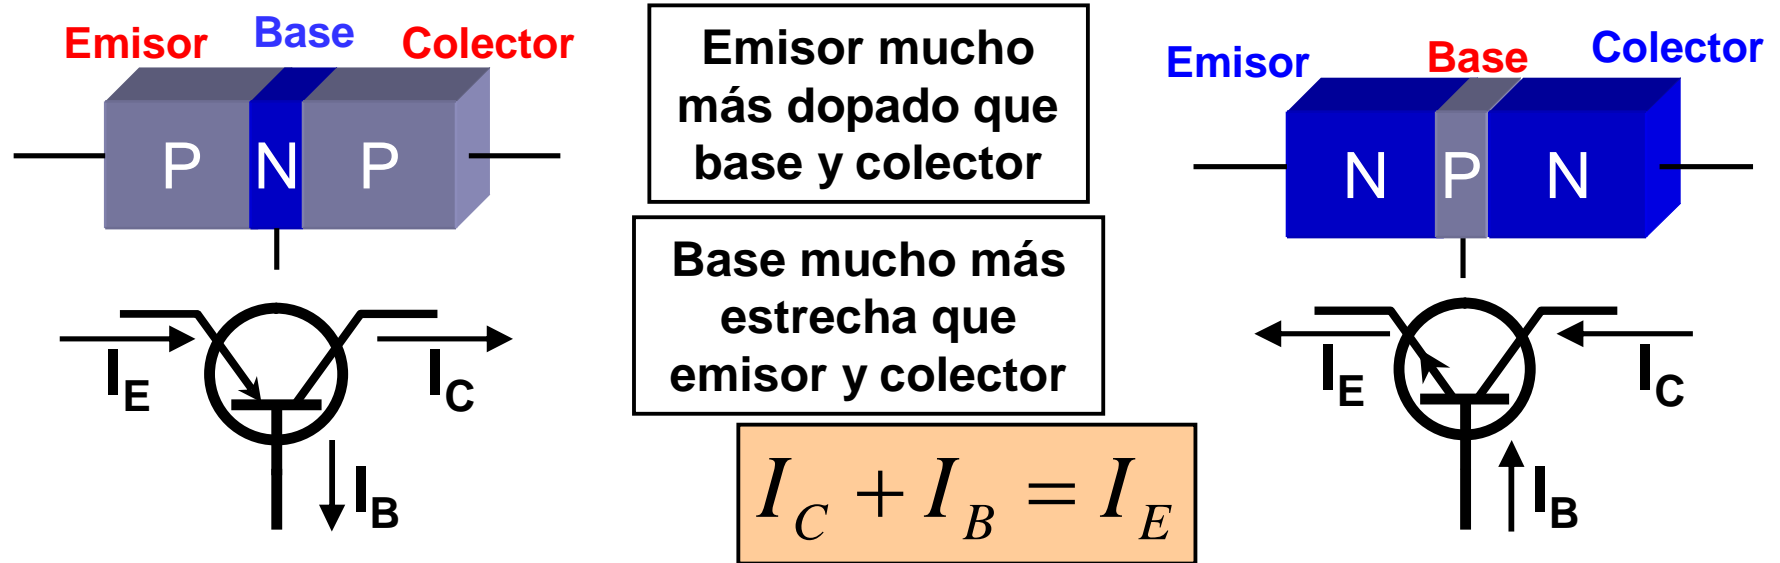 Emisor Base Colector
P N P
I_E
I_C
I_B
Emisor mucho
más dopado que
base y colector
Base mucho más
estrecha que
emisor y colector
I_C + I_B = I_E
Emisor Base Colector
N P N
I_E
I_C
I_B